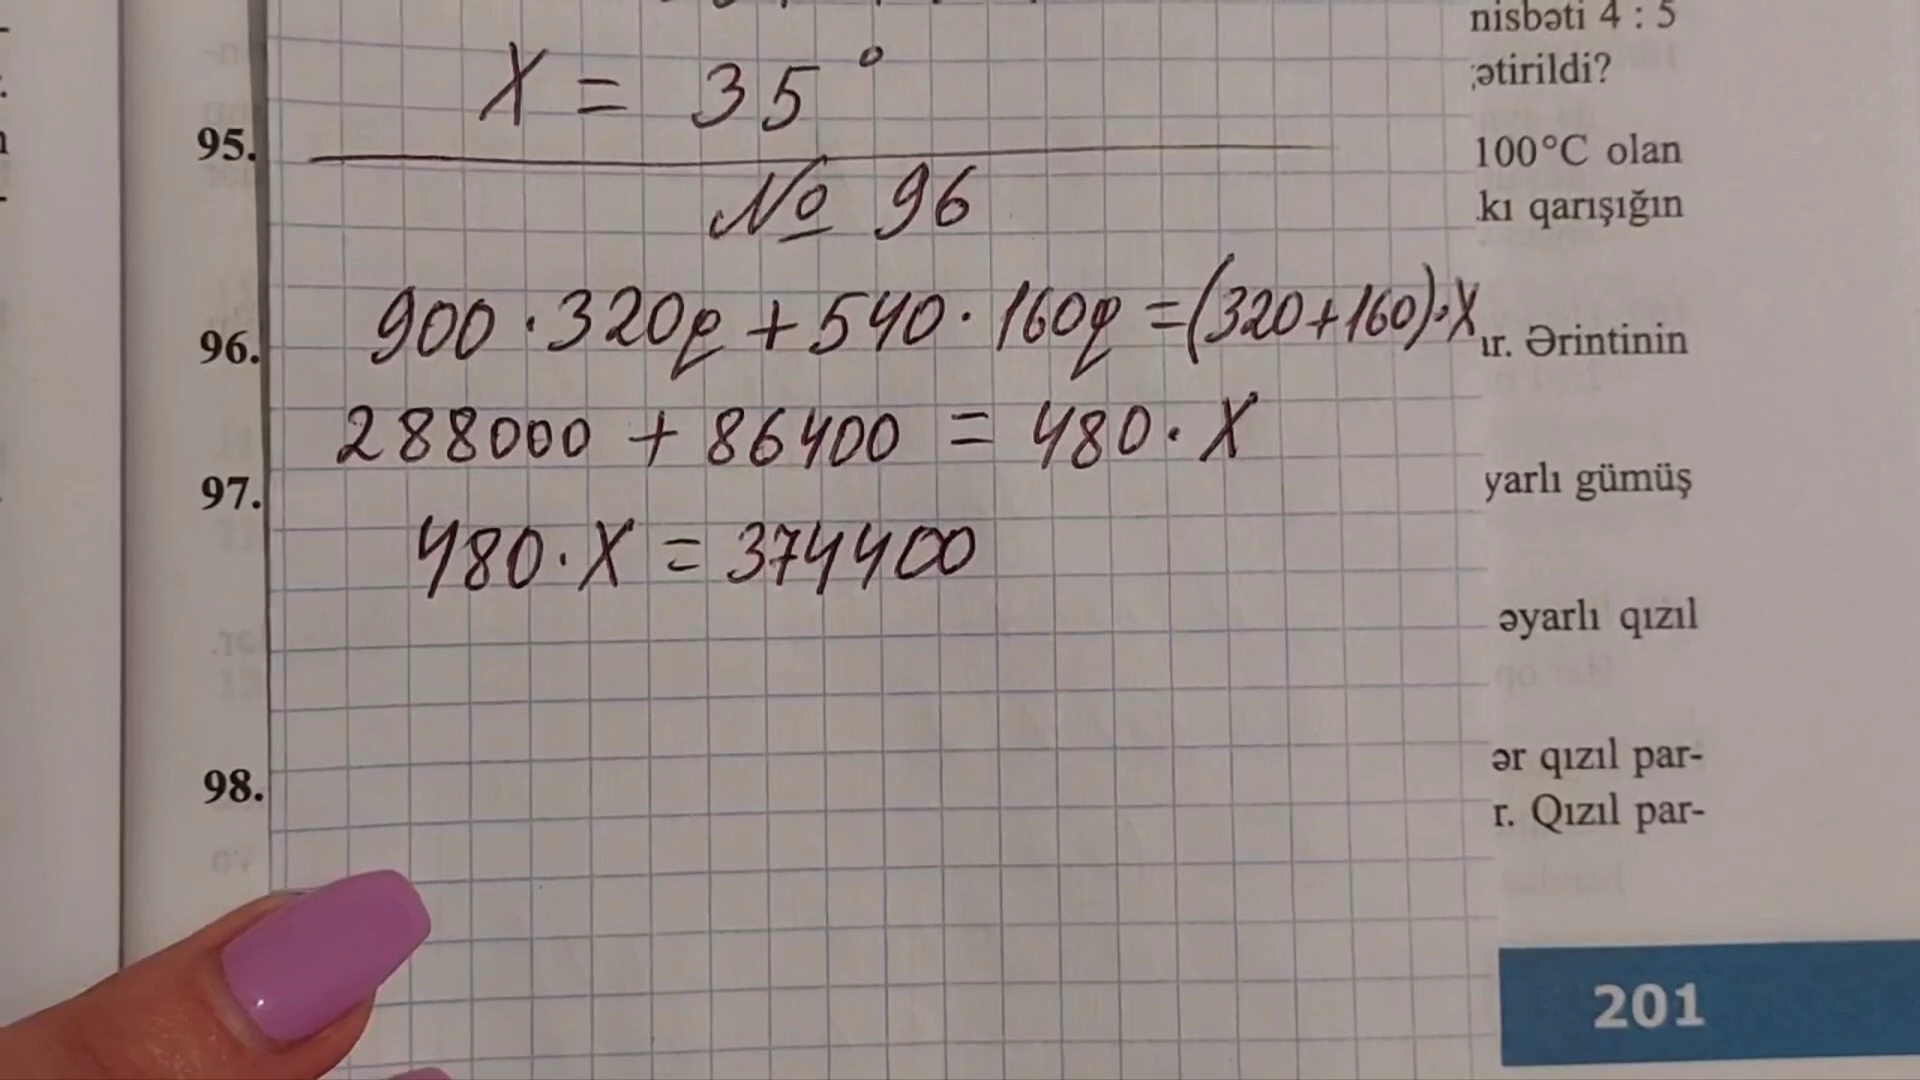 nisbəti 4 : 5
ətirildi?
X = 35°
95.
100°C olan
kı qarışığın
№ 96
900 · 320q + 540 · 160q = (320+160)·X
96.
ır. Ərintinin
288000 + 86400 = 480 · X
97.
yarlı gümüş
480 · X = 374400
əyarlı qızıl
98.
ər qızıl par-
r. Qızıl par-
201